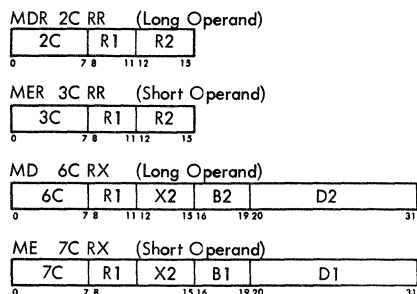 MDR 2C RR (Long Operand)
2C R1 R2
0 7 8 11 12 15
MER 3C RR (Short Operand)
3C R1 R2
0 7 8 11 12 15
MD 6C RX (Long Operand)
6C R1 X2 B2 D2
0 7 8 11 12 15 16 19 20 31
ME 7C RX (Short Operand)
7C R1 X2 B1 D1
0 7 8 11 12 15 16 19 20 31